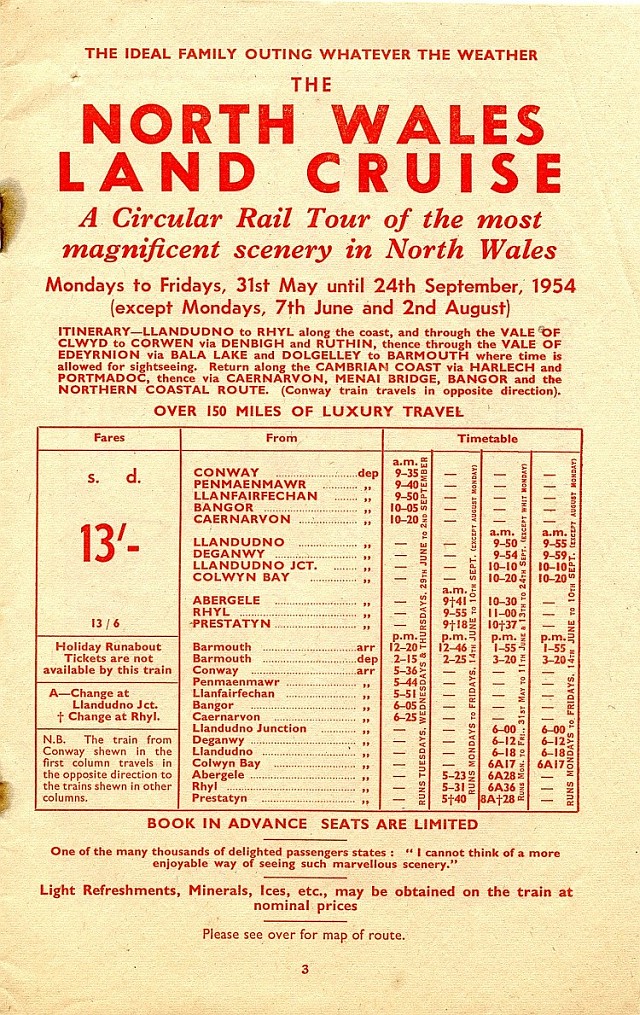 THE IDEAL FAMILY OUTING WHATEVER THE WEATHER
THE
NORTH WALES
LAND CRUISE
A Circular Rail Tour of the most
magnificent scenery in North Wales
Mondays to Fridays, 31st May until 24th September, 1954
(except Mondays, 7th June and 2nd August)
ITINERARY—LLANDUDNO to RHYL along the coast, and through the VALE OF
CLWYD to CORWEN via DENBIGH and RUTHIN, thence through the VALE OF
EDEYRNION via BALA LAKE and DOLGELLEY to BARMOUTH where time is
allowed for sightseeing. Return along the CAMBRIAN COAST via HARLECH and
PORTMADOC, thence via CAERNARVON, MENAI BRIDGE, BANGOR and the
NORTHERN COASTAL ROUTE. (Conway train travels in opposite direction).
OVER 150 MILES OF LUXURY TRAVEL
Fares From Timetable
s. d.
13/-
13/6
Holiday Runabout
Tickets are not
available by this train
A—Change at
Llandudno Jct.
† Change at Rhyl.
N.B. The train from
Conway shewn in the
first column travels in
the opposite direction to
the trains shewn in other
columns.
a.m.
CONWAY dep 9-35 — — —
PENMAENMAWR „ 9-40 — — —
LLANFAIRFECHAN „ 9-50 — — —
BANGOR „ 10-05 — — —
CAERNARVON „ 10-20 — — —
a.m. a.m.
LLANDUDNO „ — — 9-50 9-55
DEGANWY „ — — 9-54 9-59
LLANDUDNO JCT. „ — — 10-10 10-10
COLWYN BAY „ — — 10-20 10-20
a.m.
ABERGELE „ — 9†41 10-30 —
RHYL „ — 9-55 11-00 —
PRESTATYN „ — 9†18 10†37 —
p.m. p.m. p.m. p.m.
Barmouth arr 12-20 12-46 1-55 1-55
Barmouth dep 2-15 2-25 3-20 3-20
Conway arr 5-36 — — —
Penmaenmawr „ 5-44 — — —
Llanfairfechan „ 5-51 — — —
Bangor „ 6-05 — — —
Caernarvon „ 6-25 — — —
Llandudno Junction „ — — 6-00 6-00
Deganwy „ — — 6-12 6-12
Llandudno „ — — 6-18 6-18
Colwyn Bay „ — — 6A17 6A17
Abergele „ — 5-23 6A28 —
Rhyl „ — 5-31 6A36 —
Prestatyn „ — 5†40 8A†28 —
RUNS TUESDAYS, WEDNESDAYS & THURSDAYS, 29TH JUNE TO 2ND SEPTEMBER
RUNS MONDAYS TO FRIDAYS, 14TH JUNE TO 10TH SEPT. (EXCEPT AUGUST MONDAY)
RUNS MON. TO FRI., 31ST MAY TO 11TH JUNE & 13TH TO 24TH SEPT. (EXCEPT WHIT MONDAY)
RUNS MONDAYS TO FRIDAYS, 14TH JUNE TO 10TH SEPT. (EXCEPT AUGUST MONDAY)
BOOK IN ADVANCE SEATS ARE LIMITED
One of the many thousands of delighted passengers states : " I cannot think of a more
enjoyable way of seeing such marvellous scenery."
Light Refreshments, Minerals, Ices, etc., may be obtained on the train at
nominal prices
Please see over for map of route.
3